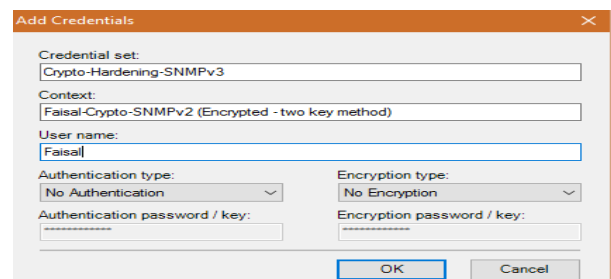 Add Credentials
Credential set:
Crypto-Hardening-SNMPv3
Context:
Faisal-Crypto-SNMPv2 (Encrypted - two key method)
User name:
Faisal
Authentication type: Encryption type:
No Authentication No Encryption
Authentication password / key: Encryption password / key:
************ ************
OK Cancel